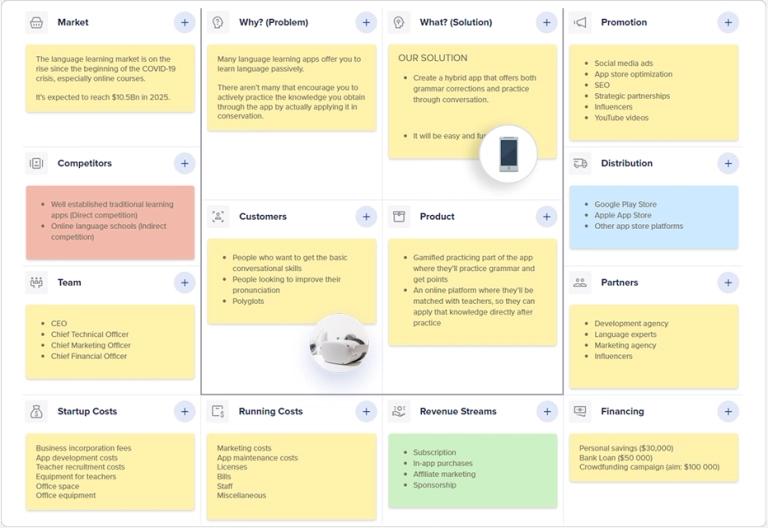 Market
The language learning market is on the
rise since the beginning of the COVID-19
crisis, especially online courses.
It's expected to reach $10.5Bn in 2025.
Why? (Problem)
Many language learning apps offer you to
learn language passively.
There aren't many that encourage you to
actively practice the knowledge you obtain
through the app by actually applying it in
conservation.
What? (Solution)
OUR SOLUTION
Create a hybrid app that offers both
grammar corrections and practice
through conversation.
It will be easy and
Promotion
Social media ads
App store optimization
SEO
Strategic partnerships
Influencers
YouTube videos
Competitors
Well established traditional learning
apps (Direct competition)
Online language schools (Indirect
competition)
Distribution
Google Play Store
Apple App Store
Other app store platforms
Customers
People who want to get the basic
conversational skills
People looking to improve their
pronunciation
Polyglots
Product
Gamified practicing part of the app
where they'll practice grammar and
get points
An online platform where they'll be
matched with teachers, so they can
apply that knowledge directly after
practice
Team
CEO
Chief Technical Officer
Chief Marketing Officer
Chief Financial Officer
Partners
Development agency
Language experts
Marketing agency
Influencers
Startup Costs
Business incorporation fees
App development costs
Teacher recruitment costs
Equipment for teachers
Office space
Office equipment
Running Costs
Marketing costs
App maintenance costs
Licenses
Bills
Staff
Miscellaneous
Revenue Streams
Subscription
In-app purchases
Affiliate marketing
Sponsorship
Financing
Personal savings ($30,000)
Bank Loan ($50 000)
Crowdfunding campaign (aim: $100 000)